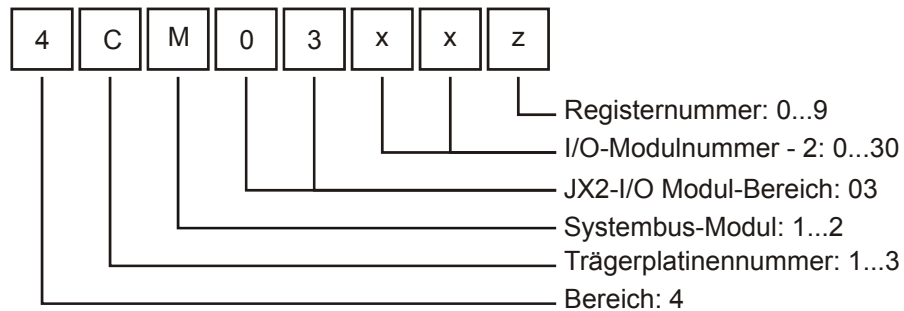 4 C M 0 3 x x z
Registernummer: 0...9
I/O-Modulnummer - 2: 0...30
JX2-I/O Modul-Bereich: 03
Systembus-Modul: 1...2
Trägerplatinennummer: 1...3
Bereich: 4